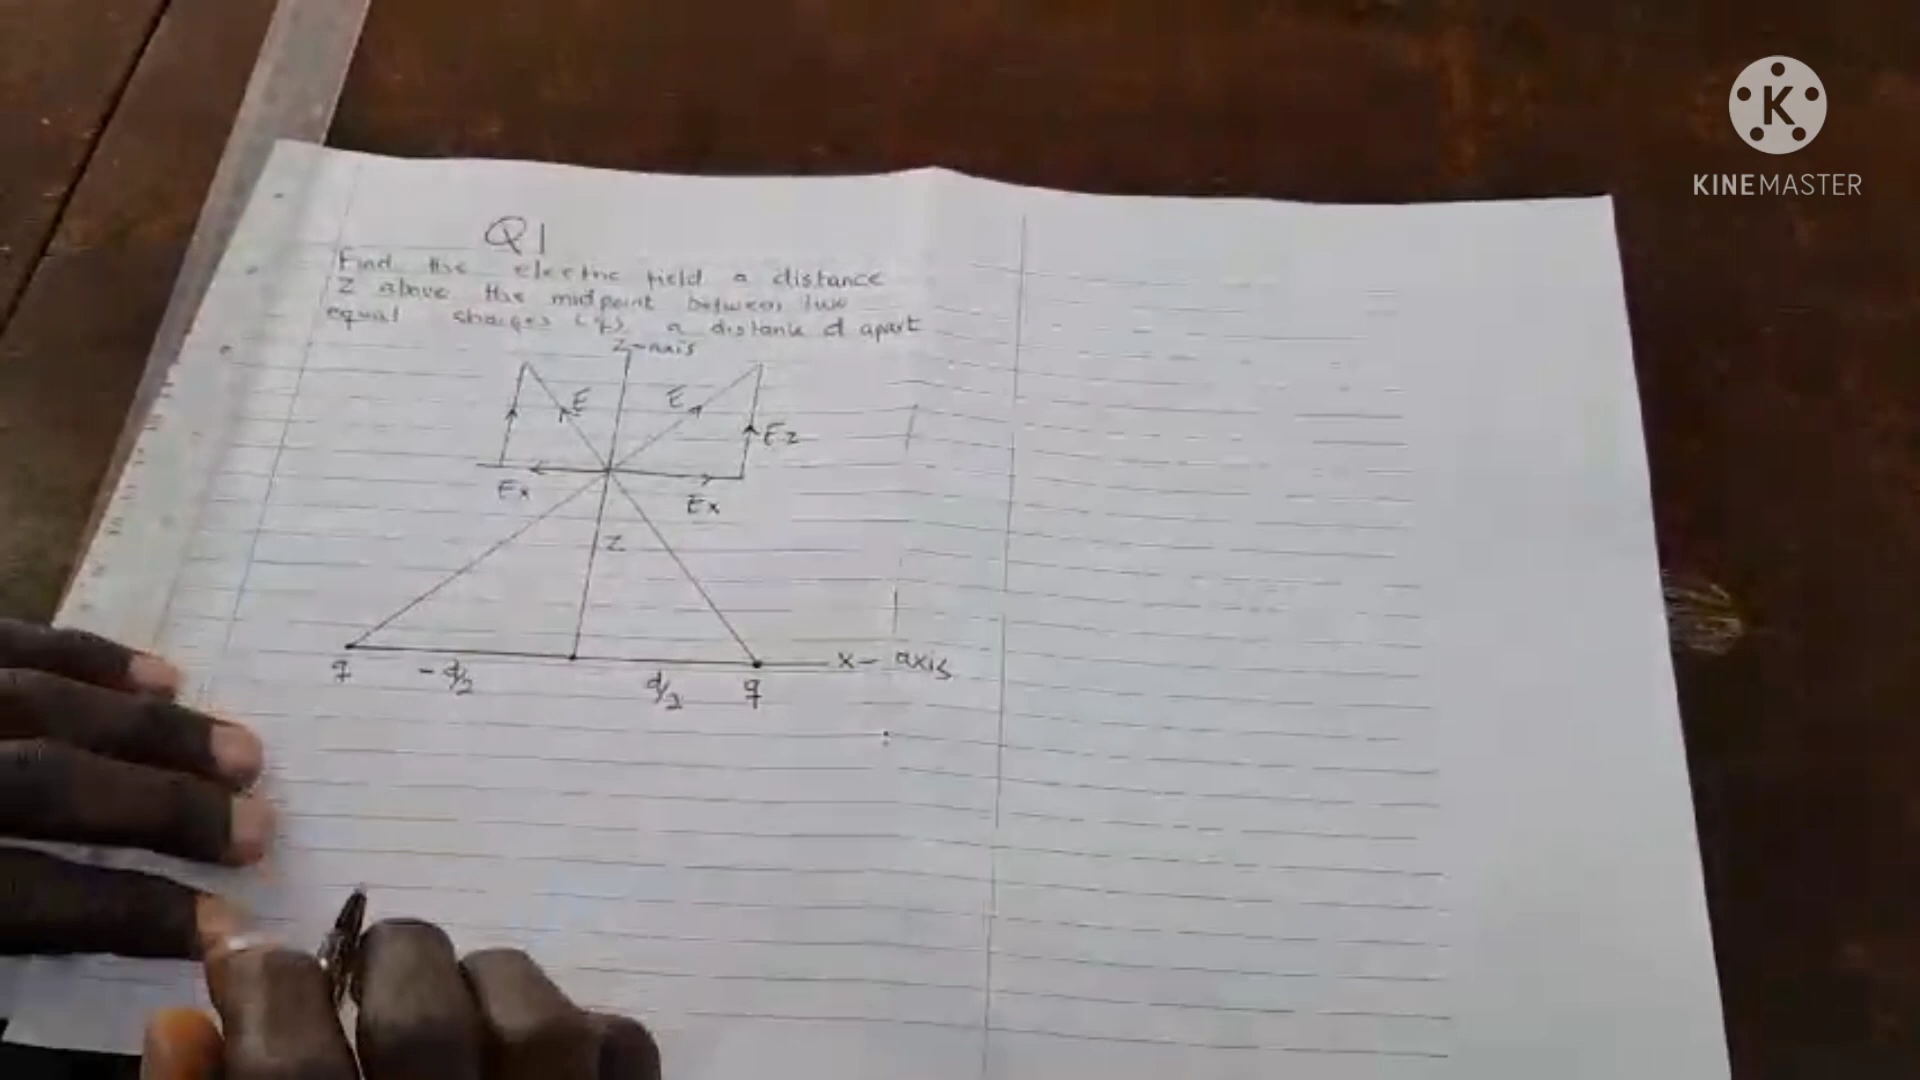 Q1
Find the electric field a distance
Z above the midpoint between two
equal charges (q), a distance d apart
Z-axis
E E
Ez
Ex Ex
Z
x- axis
q -d/2 d/2 q
K
KINEMASTER